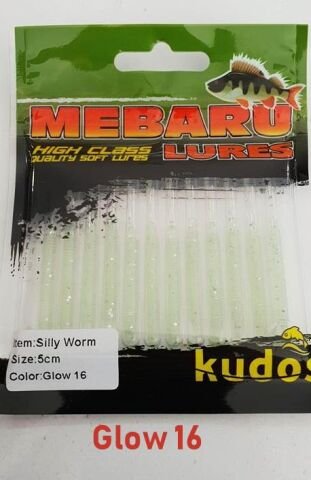 MEBARU
HIGH CLASS
QUALITY SOFT LURES
LURES
Item:Silly Worm
Size:5cm
Color:Glow 16
kudos
Glow 16